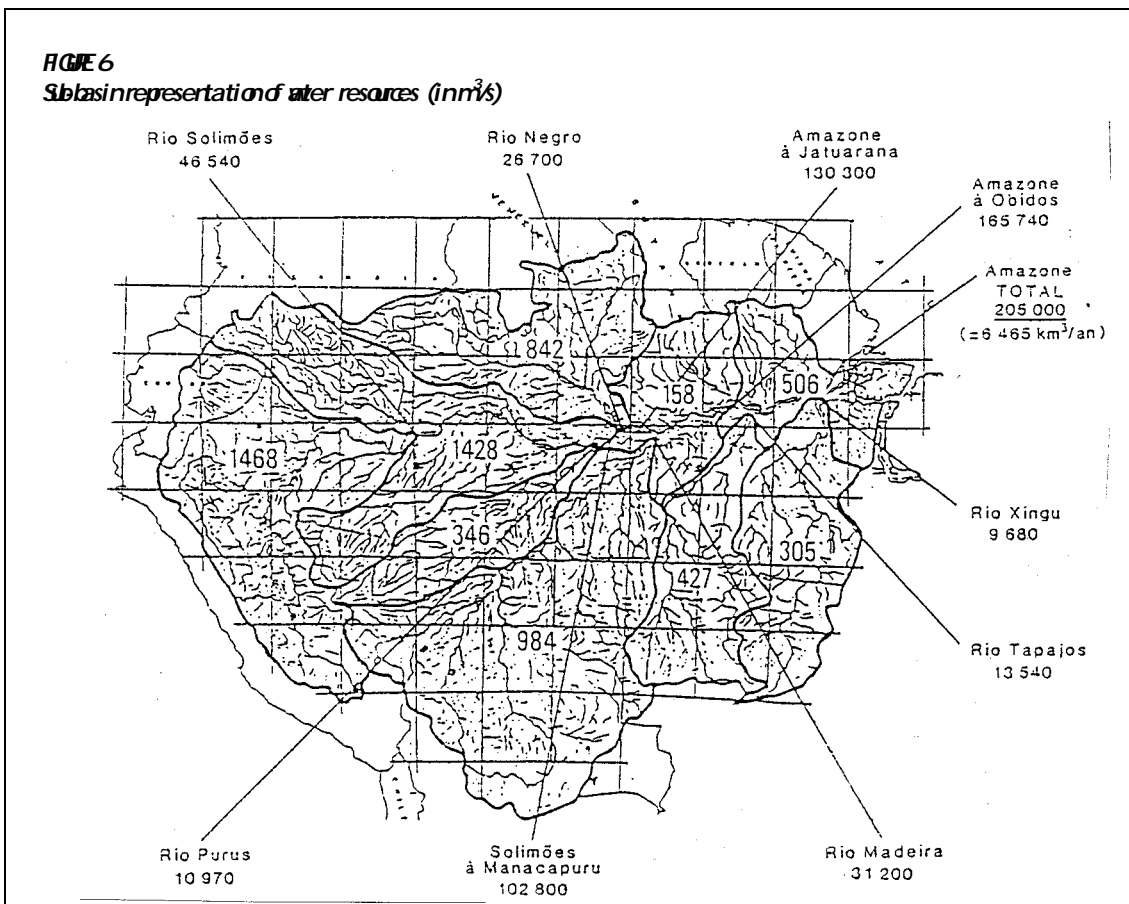 FIGURE 6
Sub-basin representation of water resources (in m³/s)
Rio Solimões
46 540
Rio Negro
26 700
Amazone
à Jatuarana
130 300
Amazone
à Obidos
165 740
Amazone
TOTAL
205 000
(=6 465 km³/an)
842
158
506
1468
1428
346
305
427
984
Rio Xingu
9 680
Rio Tapajos
13 540
Rio Purus
10 970
Solimões
à Manacapuru
102 800
Rio Madeira
31 200